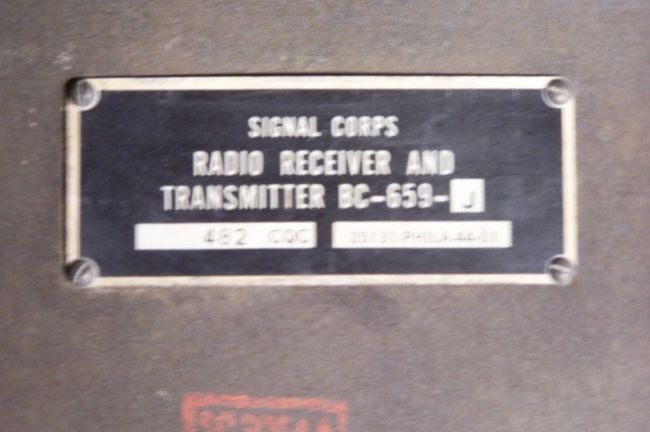 SIGNAL CORPS
RADIO RECEIVER AND
TRANSMITTER BC-659-J
482 CQC